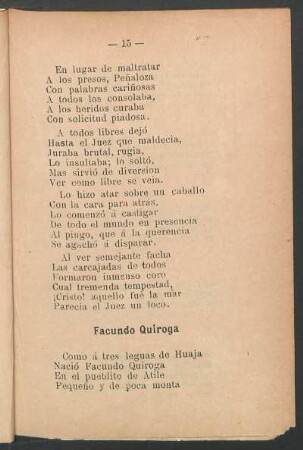 — 15 —
En lugar de maltratar
A los presos, Peñaloza
Con palabras cariñosas
A todos los consolaba,
A los heridos curaba
Con solicitud piadosa.
A todos libres dejó
Hasta el Juez que maldecia,
Juraba brutal, rugia,
Lo insultaba; lo soltó,
Mas sirvió de diversion
Ver como libre se veia.
Lo hizo atar sobre un caballo
Con la cara para atrás,
Lo comenzó á castigar
De todo el mundo en presencia
Al pingo, que á la querencia
Se agachó á disparar.
Al ver semejante facha
Las carcajadas de todos
Formaron inmenso coro
Cual tremenda tempestad,
¡Cristo! aquello fué la mar
Parecia el Juez un loco.
Facundo Quiroga
Como á tres leguas de Huaja
Nació Facundo Quiroga
En el pueblito de Atile
Pequeño y de poca monta